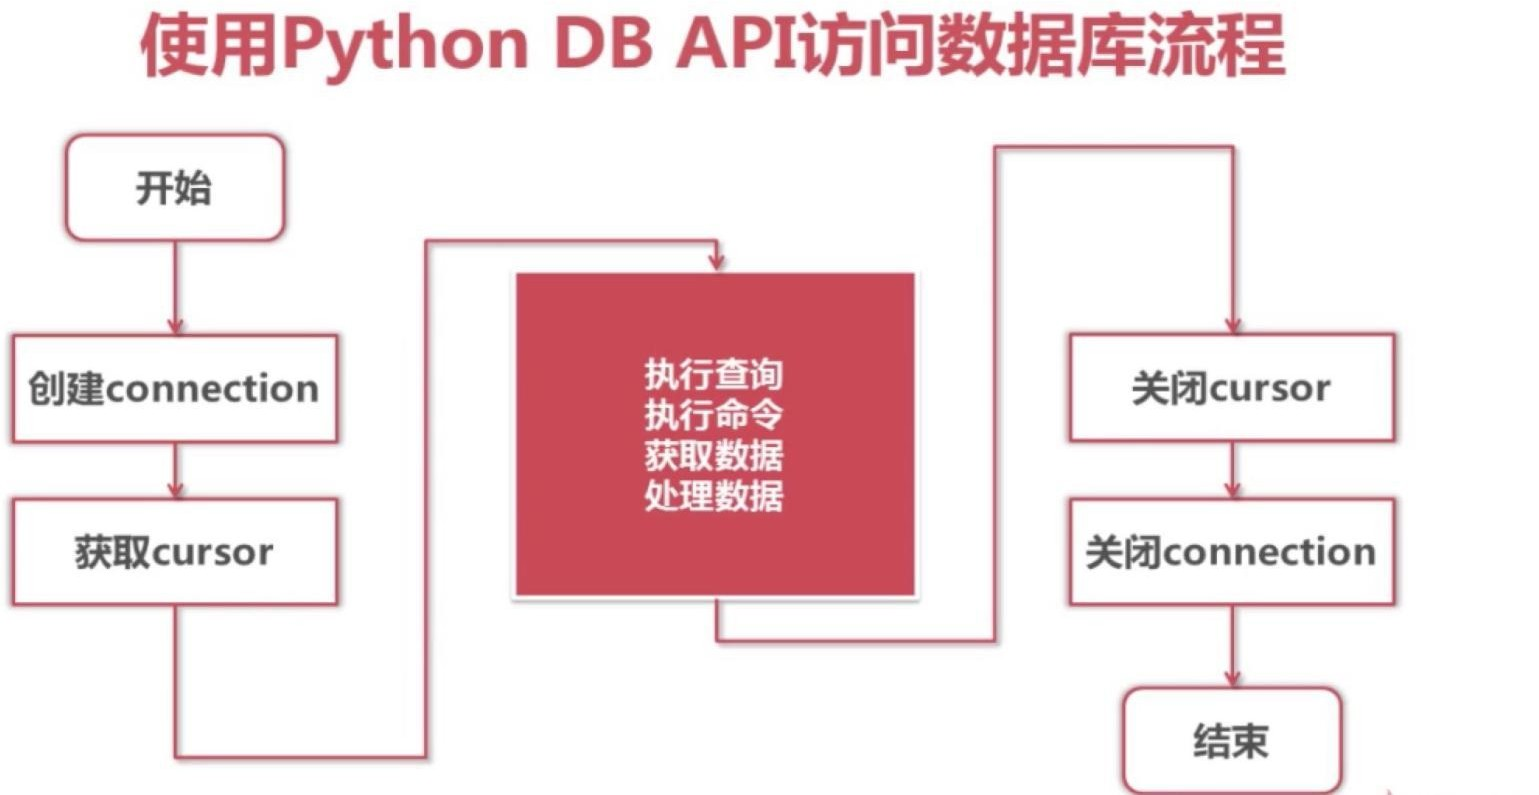 使用Python DB API访问数据库流程
开始
创建connection
获取cursor
执行查询
执行命令
获取数据
处理数据
关闭cursor
关闭connection
结束